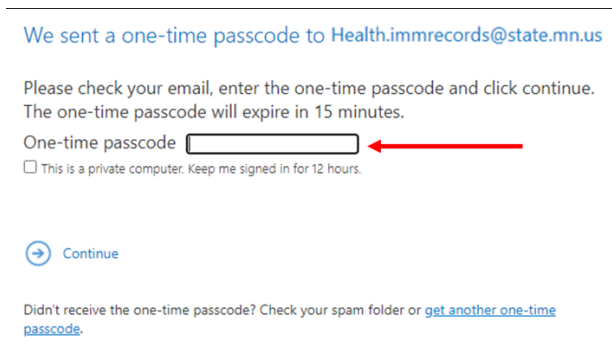 We sent a one-time passcode to Health.immrecords@state.mn.us
Please check your email, enter the one-time passcode and click continue.
The one-time passcode will expire in 15 minutes.
One-time passcode
This is a private computer. Keep me signed in for 12 hours.
Continue
Didn't receive the one-time passcode? Check your spam folder or get another one-time
passcode.